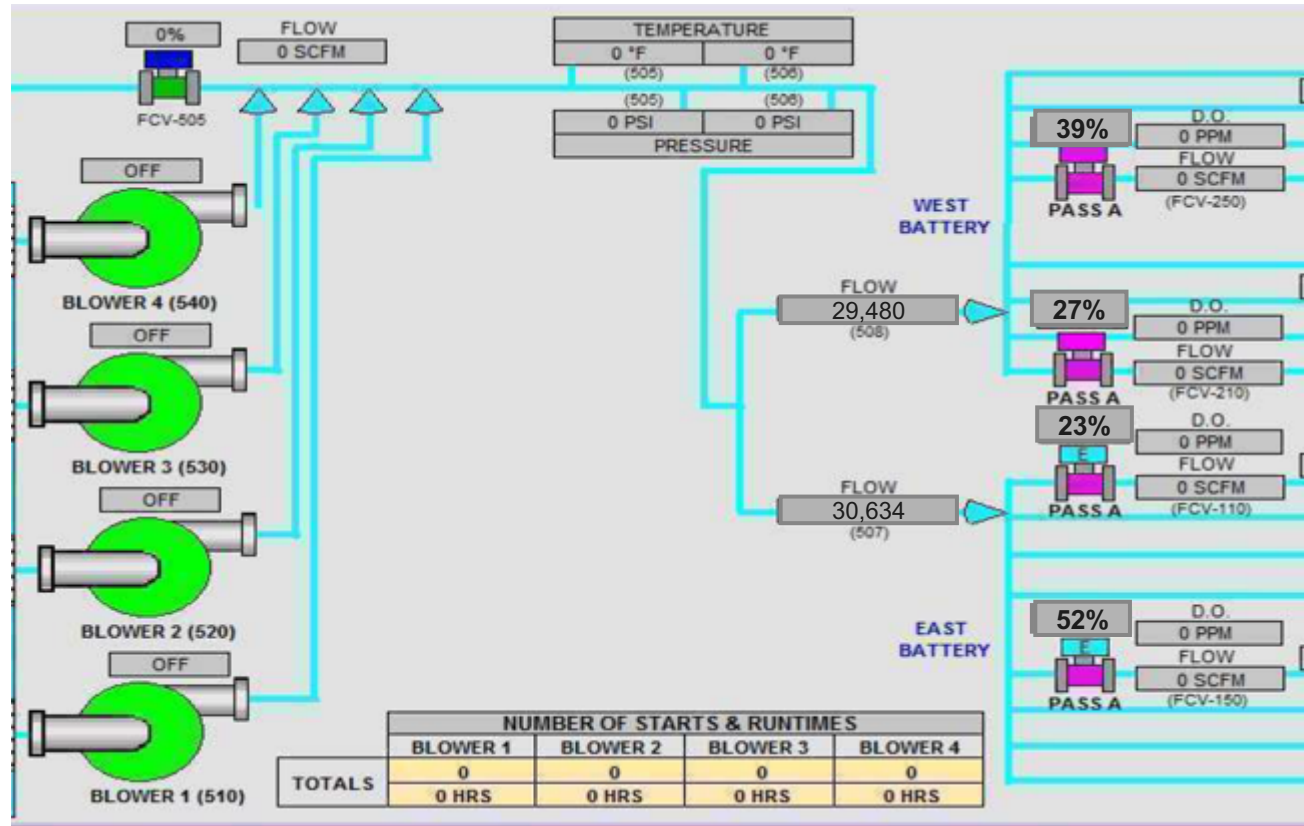 0%
FLOW
0 SCFM
FCV-505
TEMPERATURE
0 °F 0 °F
(505) (506)
(505) (506)
0 PSI 0 PSI
PRESSURE
OFF
BLOWER 4 (540)
OFF
BLOWER 3 (530)
OFF
BLOWER 2 (520)
OFF
BLOWER 1 (510)
WEST
BATTERY
FLOW
29,480
(508)
FLOW
30,634
(507)
EAST
BATTERY
39%
PASS A
D.O.
0 PPM
FLOW
0 SCFM
(FCV-250)
27%
PASS A
D.O.
0 PPM
FLOW
0 SCFM
(FCV-210)
23%
E
PASS A
D.O.
0 PPM
FLOW
0 SCFM
(FCV-110)
52%
E
PASS A
D.O.
0 PPM
FLOW
0 SCFM
(FCV-150)
NUMBER OF STARTS & RUNTIMES
BLOWER 1 BLOWER 2 BLOWER 3 BLOWER 4
TOTALS
0 0 0 0
0 HRS 0 HRS 0 HRS 0 HRS